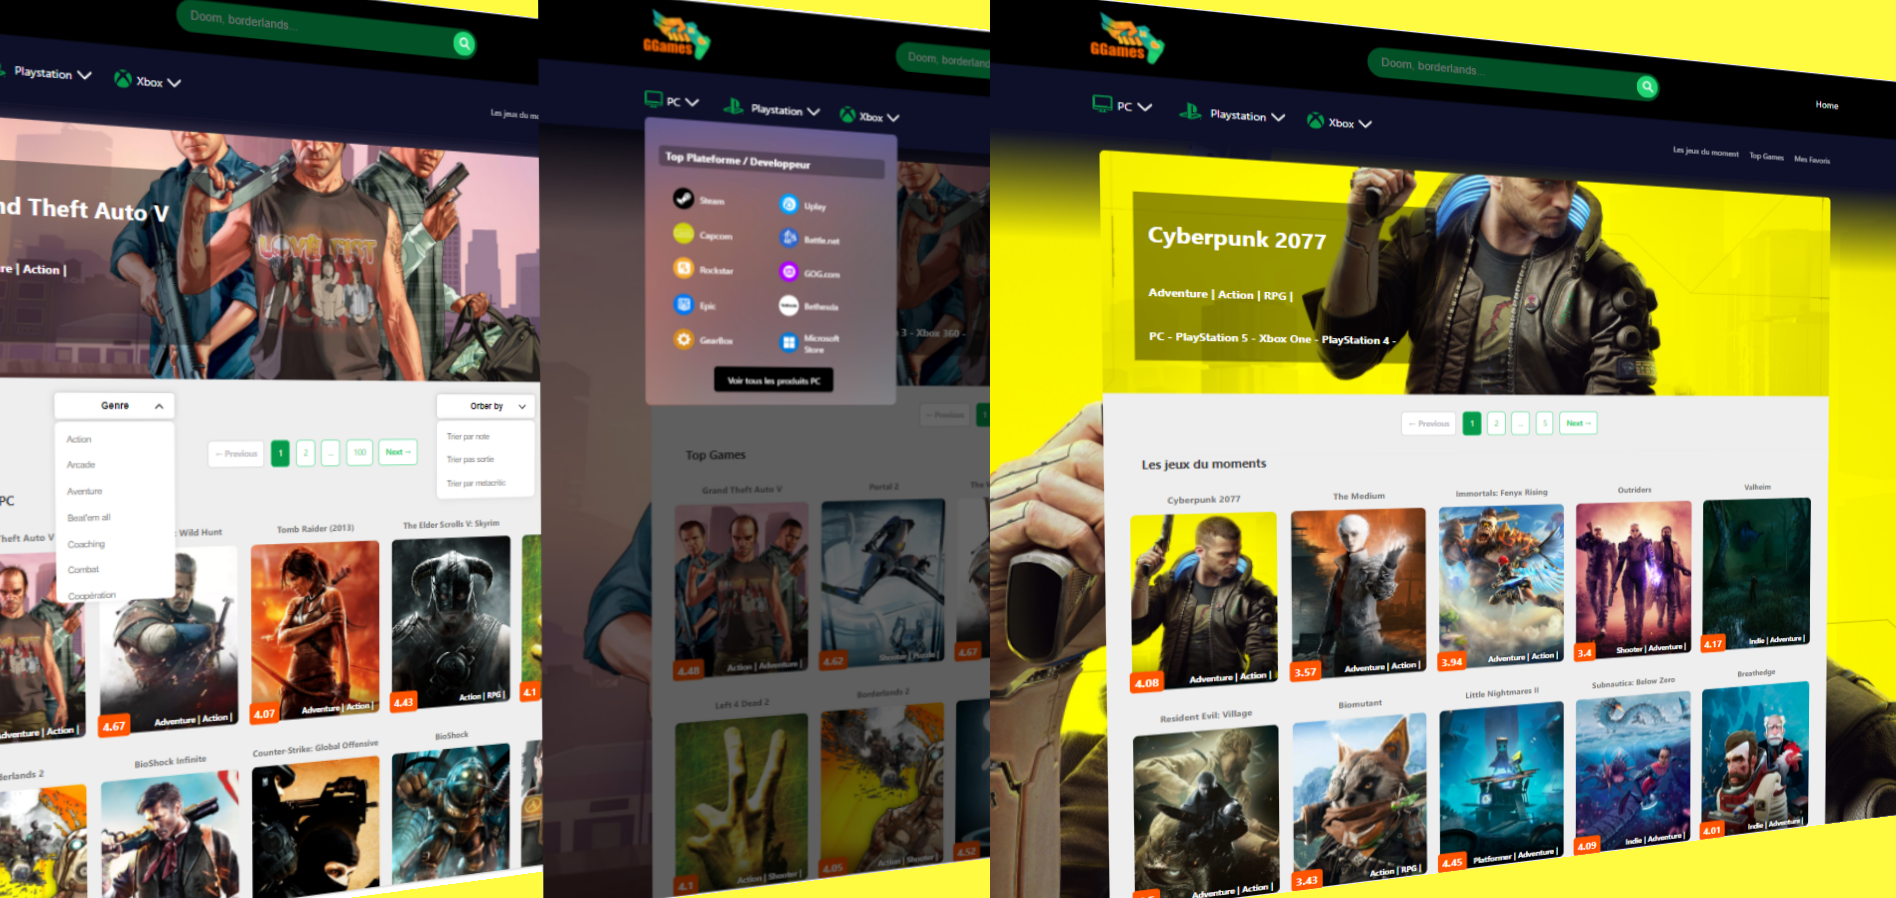 Doom, borderlands...
Playstation
Xbox
Les jeux du mo
nd Theft Auto V
re | Action |
Genre
Action
Arcade
Aventure
Beat'em all
Coaching
Combat
Coopération
← Previous
1
2
...
100
Next →
Orber by
Trier par note
Trier pas sortie
Trier par metacritic
PC
Theft Auto V
: Wild Hunt
Tomb Raider (2013)
The Elder Scrolls V: Skyrim
dventure | Action |
4.67
Adventure | Action |
4.07
Adventure | Action |
4.43
Action | RPG |
4.1
derlands 2
BioShock Infinite
Counter-Strike: Global Offensive
BioShock
GGames
Doom, borderland
PC
Playstation
Xbox
Top Plateforme / Developpeur
Steam
Uplay
Capcom
Battle.net
Rockstar
GOG.com
Epic
Bethesda
GearBox
Microsoft
Store
Voir tous les produits PC
3 - Xbox 360 -
← Previous
1
Top Games
Grand Theft Auto V
Portal 2
The W
4.48
Action | Adventure |
4.62
Shooter | Puzzle |
4.67
Left 4 Dead 2
Borderlands 2
4.1
Action | Shooter |
4.05
Action | Shooter |
4.52
GGames
Doom, borderlands...
Home
PC
Playstation
Xbox
Les jeux du moment
Top Games
Mes Favoris
Cyberpunk 2077
Adventure | Action | RPG |
PC - PlayStation 5 - Xbox One - PlayStation 4 -
← Previous
1
2
...
5
Next →
Les jeux du moments
Cyberpunk 2077
The Medium
Immortals: Fenyx Rising
Outriders
Valheim
4.08
Adventure | Action |
3.57
Adventure | Action |
3.94
Adventure | Action |
3.4
Shooter | Adventure |
4.17
Indie | Adventure |
Resident Evil: Village
Biomutant
Little Nightmares II
Subnautica: Below Zero
Breathedge
Adventure | Action |
3.43
Action | RPG |
4.45
Platformer | Adventure |
4.09
Indie | Adventure |
4.01
Indie | Adventure |